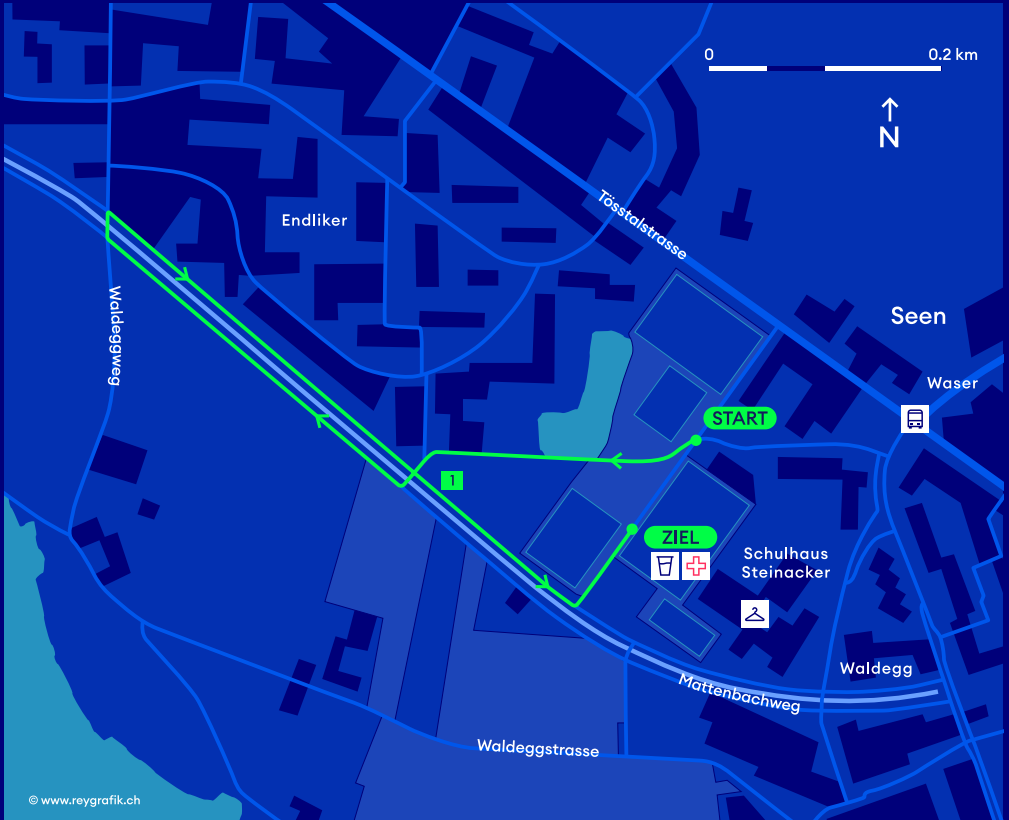 0 0.2 km
N
Tösstalstrasse
Endliker
Waldeggweg
Seen
Waser
START
1
ZIEL
Schulhaus
Steinacker
Waldegg
Mattenbachweg
Waldeggstrasse
© www.reygrafik.ch